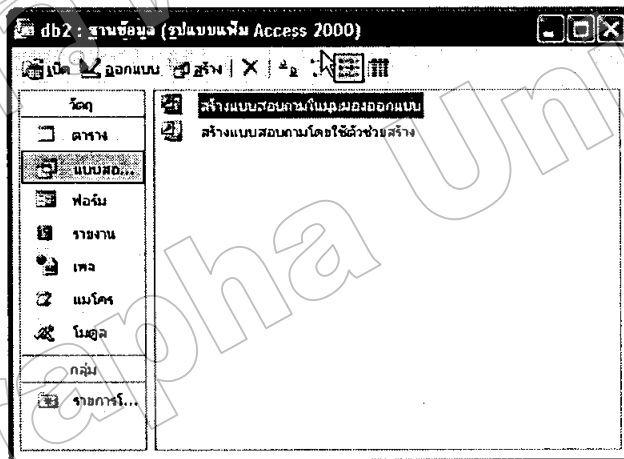 db2 : ฐานข้อมูล (รูปแบบแฟ้ม Access 2000)
เปิด ออกแบบ สร้าง
วัตถุ
สร้างแบบสอบถามในมุมมองออกแบบ
ตาราง
สร้างแบบสอบถามโดยใช้ตัวช่วยสร้าง
แบบสอ...
ฟอร์ม
รายงาน
เพจ
แมโคร
โมดูล
กลุ่ม
รายการโ...